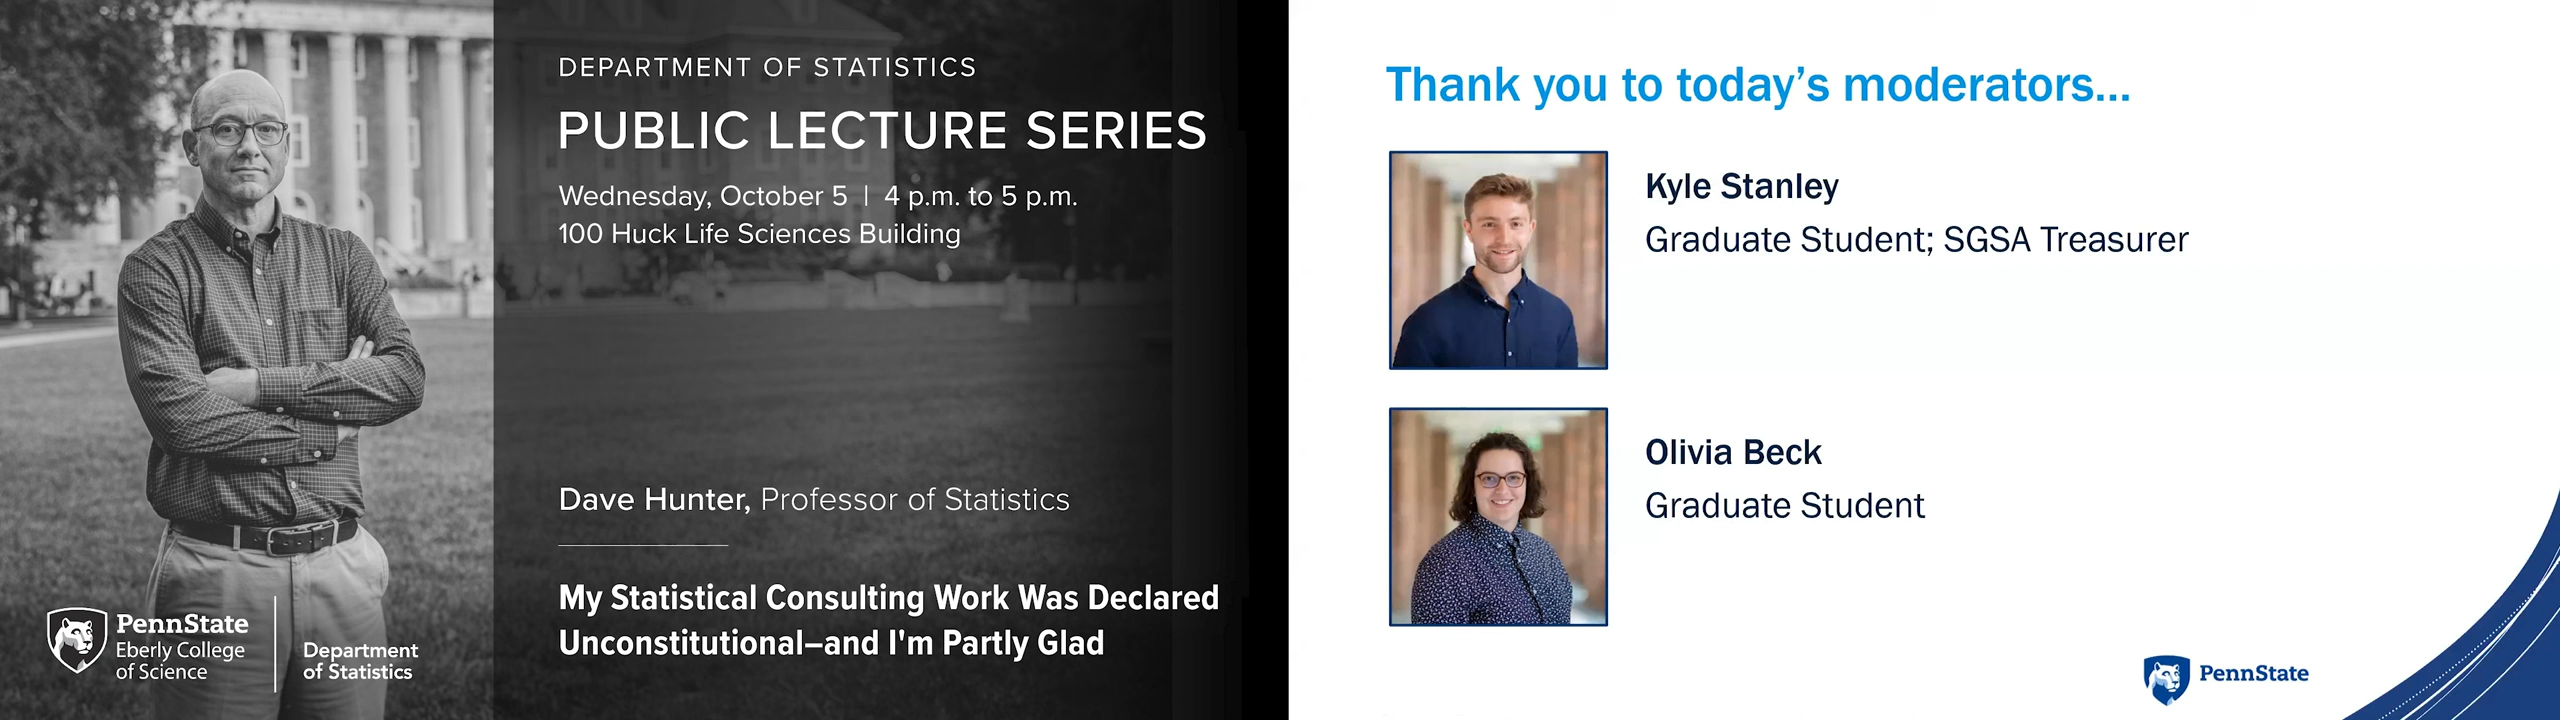 DEPARTMENT OF STATISTICS
PUBLIC LECTURE SERIES
Wednesday, October 5 | 4 p.m. to 5 p.m.
100 Huck Life Sciences Building
Dave Hunter, Professor of Statistics
My Statistical Consulting Work Was Declared
Unconstitutional–and I'm Partly Glad
PennState
Eberly College
of Science
Department
of Statistics
Thank you to today’s moderators...
Kyle Stanley
Graduate Student; SGSA Treasurer
Olivia Beck
Graduate Student
PennState